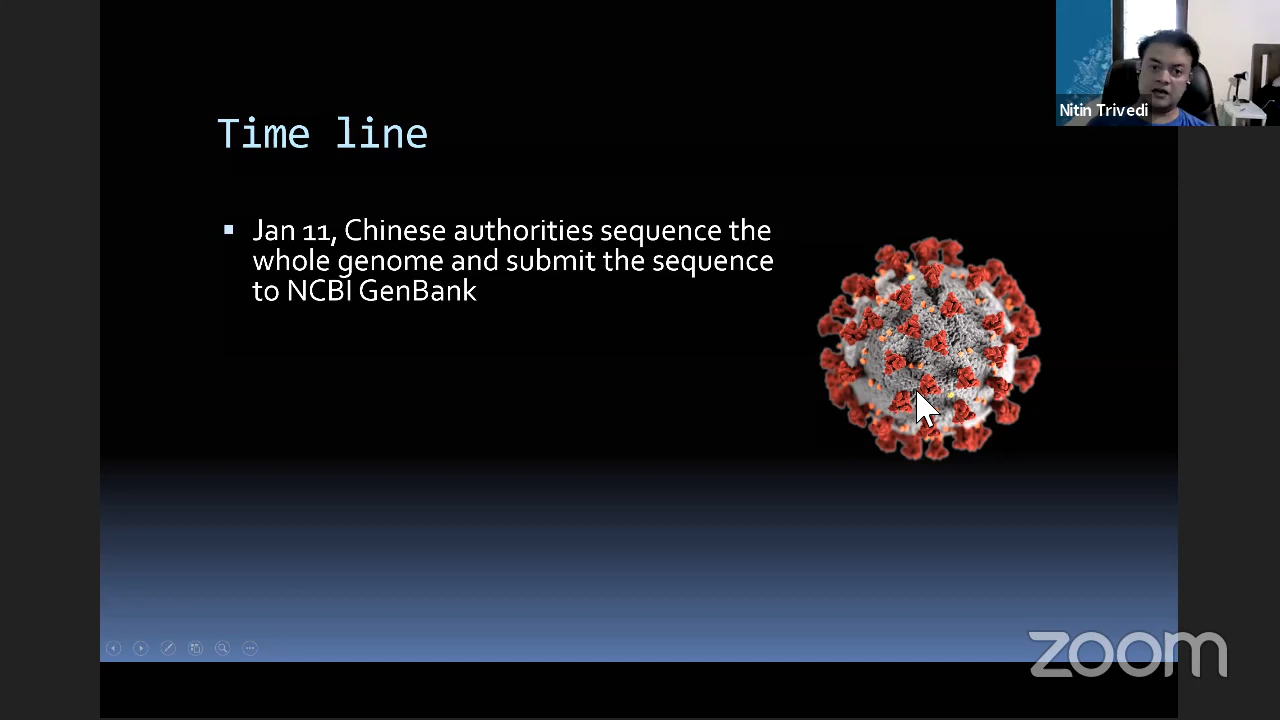 Nitin Trivedi
Time line
Jan 11, Chinese authorities sequence the
whole genome and submit the sequence
to NCBI GenBank
zoom